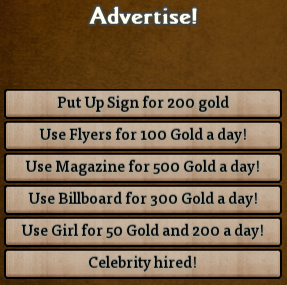 Advertise!
Put Up Sign for 200 gold
Use Flyers for 100 Gold a day!
Use Magazine for 500 Gold a day!
Use Billboard for 300 Gold a day!
Use Girl for 50 Gold and 200 a day!
Celebrity hired!